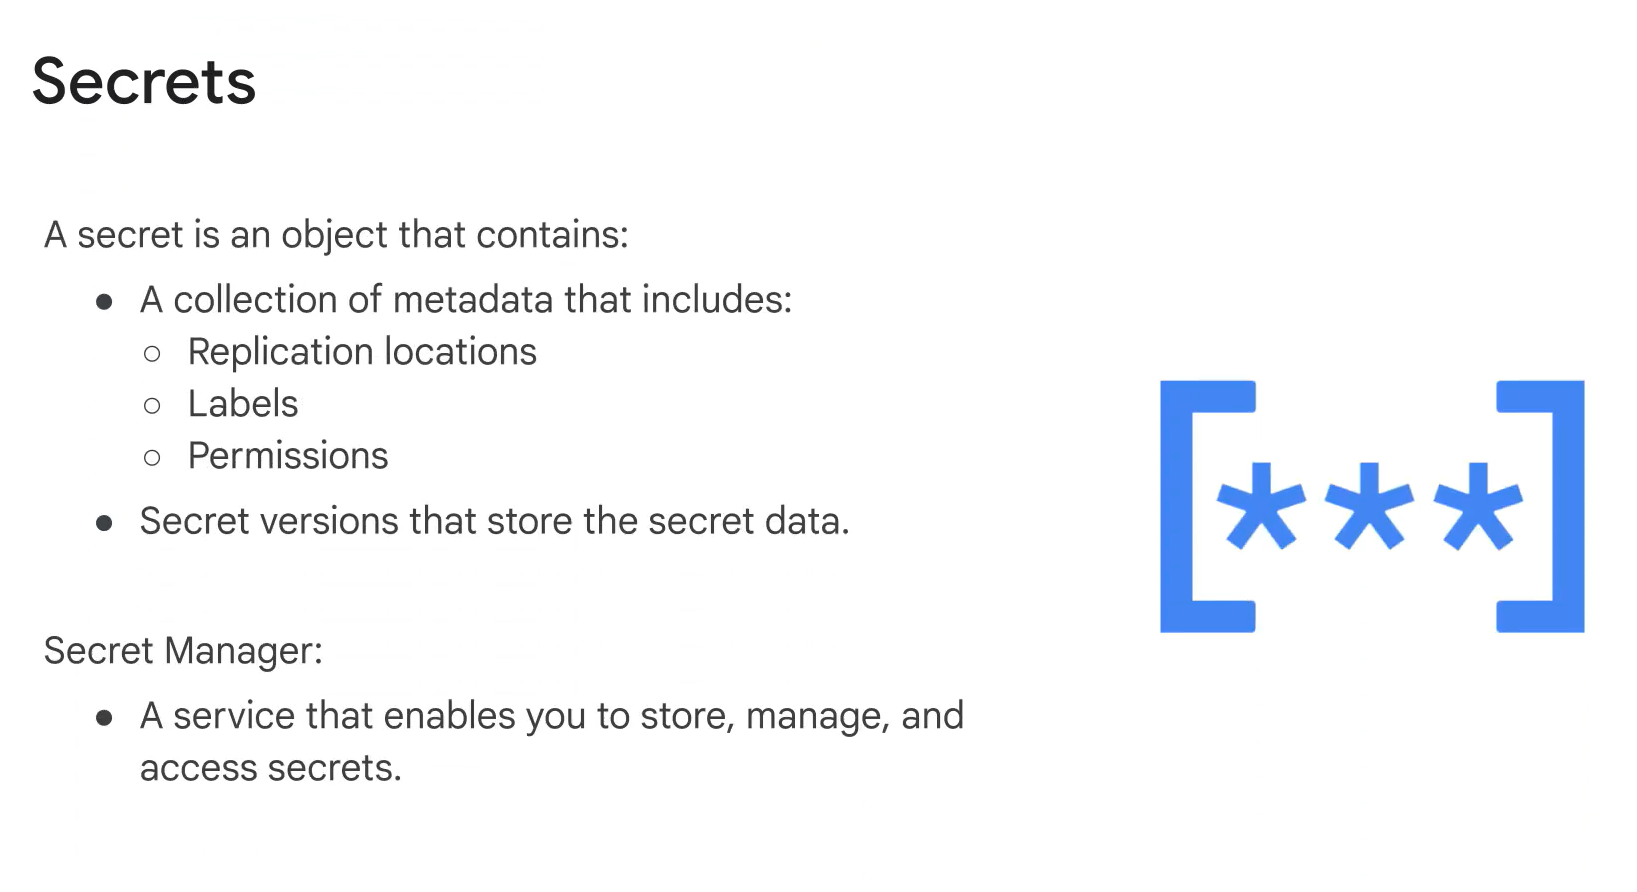 Secrets
A secret is an object that contains:
● A collection of metadata that includes:
○ Replication locations
○ Labels
○ Permissions
● Secret versions that store the secret data.
Secret Manager:
● A service that enables you to store, manage, and
access secrets.
[***]